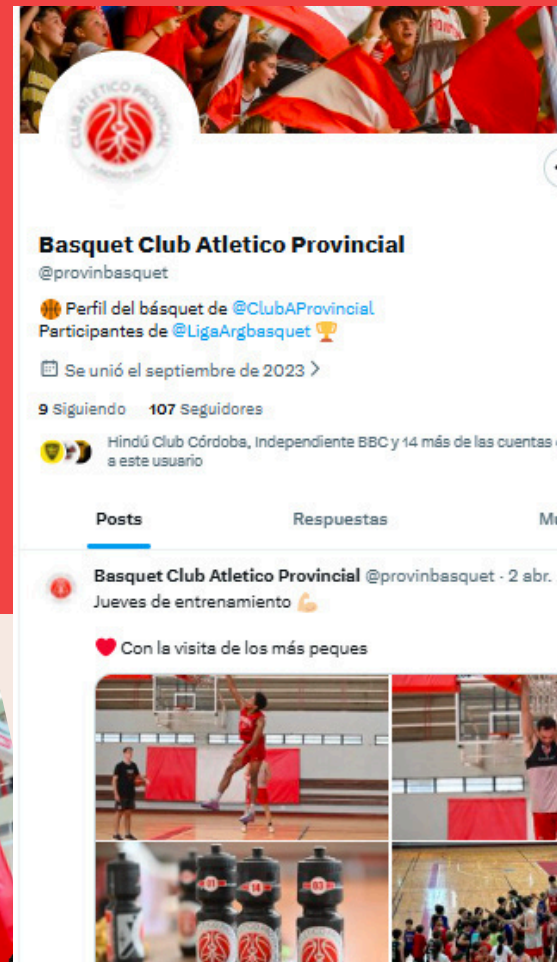 CLUB ATLETICO PROVINCIAL
Basquet Club Atletico Provincial
@provinbasquet
Perfil del básquet de @ClubAProvincial
Participantes de @LigaArgbasquet
Se unió el septiembre de 2023
9 Siguiendo 107 Seguidores
Hindú Club Córdoba, Independiente BBC y 14 más de las cuentas
a este usuario
Posts Respuestas
Basquet Club Atletico Provincial @provinbasquet · 2 abr.
Jueves de entrenamiento
Con la visita de los más peques
01 14 03